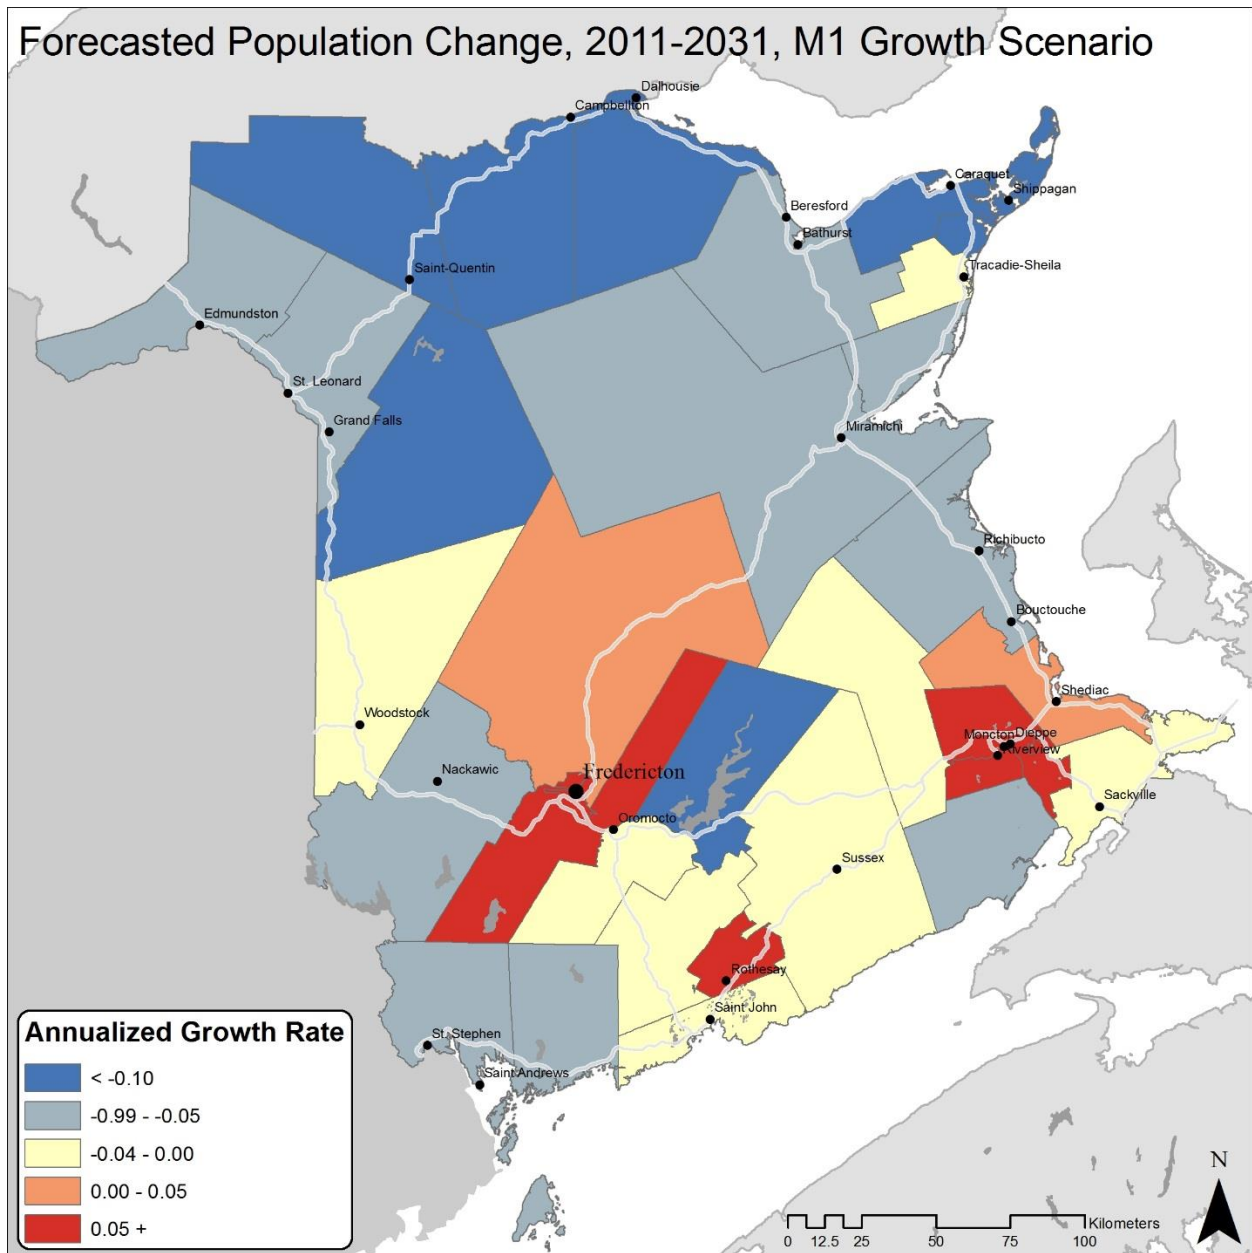 Forecasted Population Change, 2011-2031, M1 Growth Scenario
Dalhousie
Campbellton
Caraquet
Shippagan
Beresford
Bathurst
Saint-Quentin
Tracadie-Sheila
Edmundston
St. Leonard
Grand Falls
Miramichi
Richibucto
Bouctouche
Shediac
Woodstock
Moncton
Dieppe
Riverview
Nackawic
Fredericton
Sackville
Oromocto
Sussex
Rothesay
Saint John
St. Stephen
Saint Andrews
Annualized Growth Rate
< -0.10
-0.99 - -0.05
-0.04 - 0.00
0.00 - 0.05
0.05 +
N
Kilometers
0 12.5 25 50 75 100